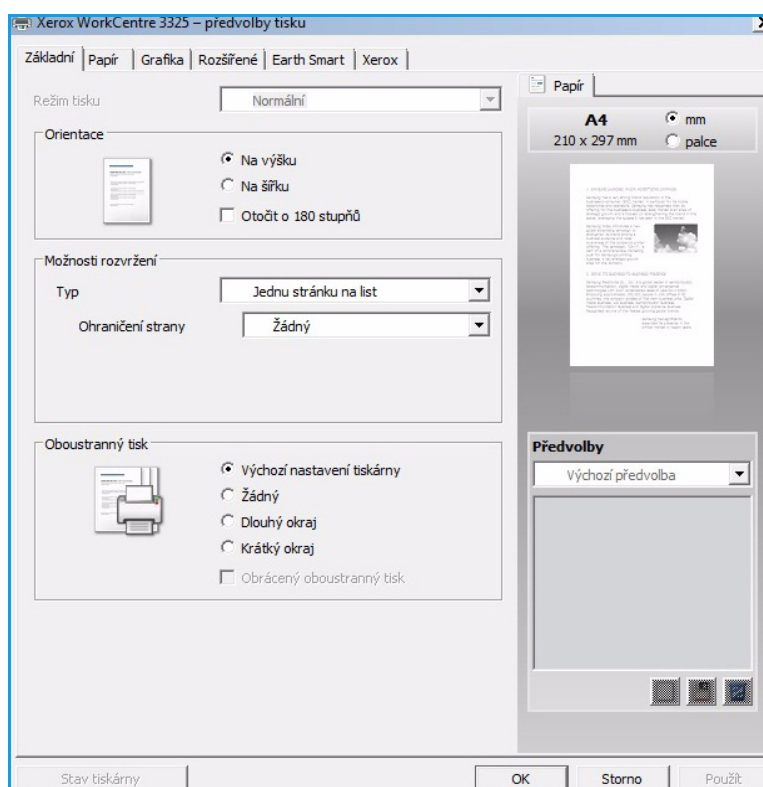 Xerox WorkCentre 3325 – předvolby tisku
Základní Papír Grafika Rozšířené Earth Smart Xerox
Režim tisku Normální
Orientace
Na výšku
Na šířku
Otočit o 180 stupňů
Možnosti rozvržení
Typ Jednu stránku na list
Ohraničení strany Žádný
Oboustranný tisk
Výchozí nastavení tiskárny
Žádný
Dlouhý okraj
Krátký okraj
Obrácený oboustranný tisk
Papír
A4 mm
210 x 297 mm palce
Předvolby
Výchozí předvolba
Stav tiskárny OK Storno Použít